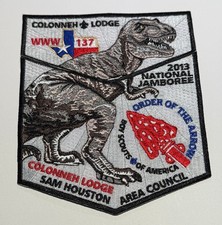 COLONNEH LODGE
WWW 137
2013
NATIONAL
JAMBOREE
ORDER OF THE ARROW
BOY SCOUTS
OF AMERICA
COLONNEH LODGE
SAM HOUSTON
AREA COUNCIL